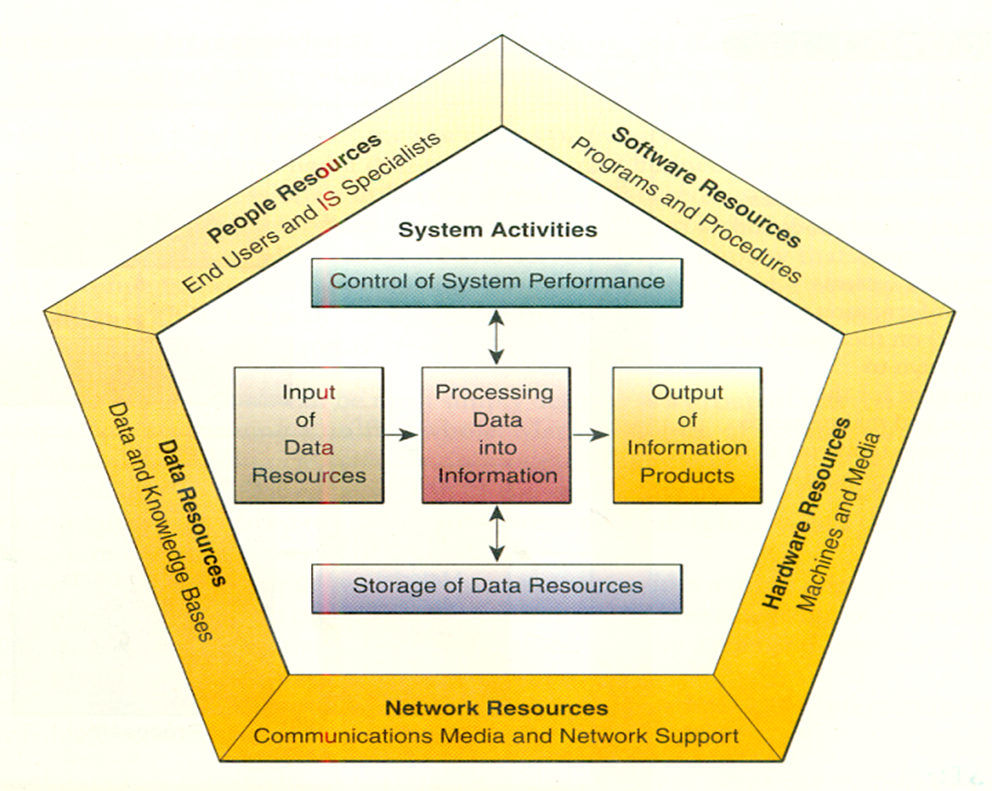 People Resources
End Users and IS Specialists
Software Resources
Programs and Procedures
System Activities
Control of System Performance
Input
of
Data
Resources
Processing
Data
into
Information
Output
of
Information
Products
Storage of Data Resources
Data Resources
Data and Knowledge Bases
Hardware Resources
Machines and Media
Network Resources
Communications Media and Network Support